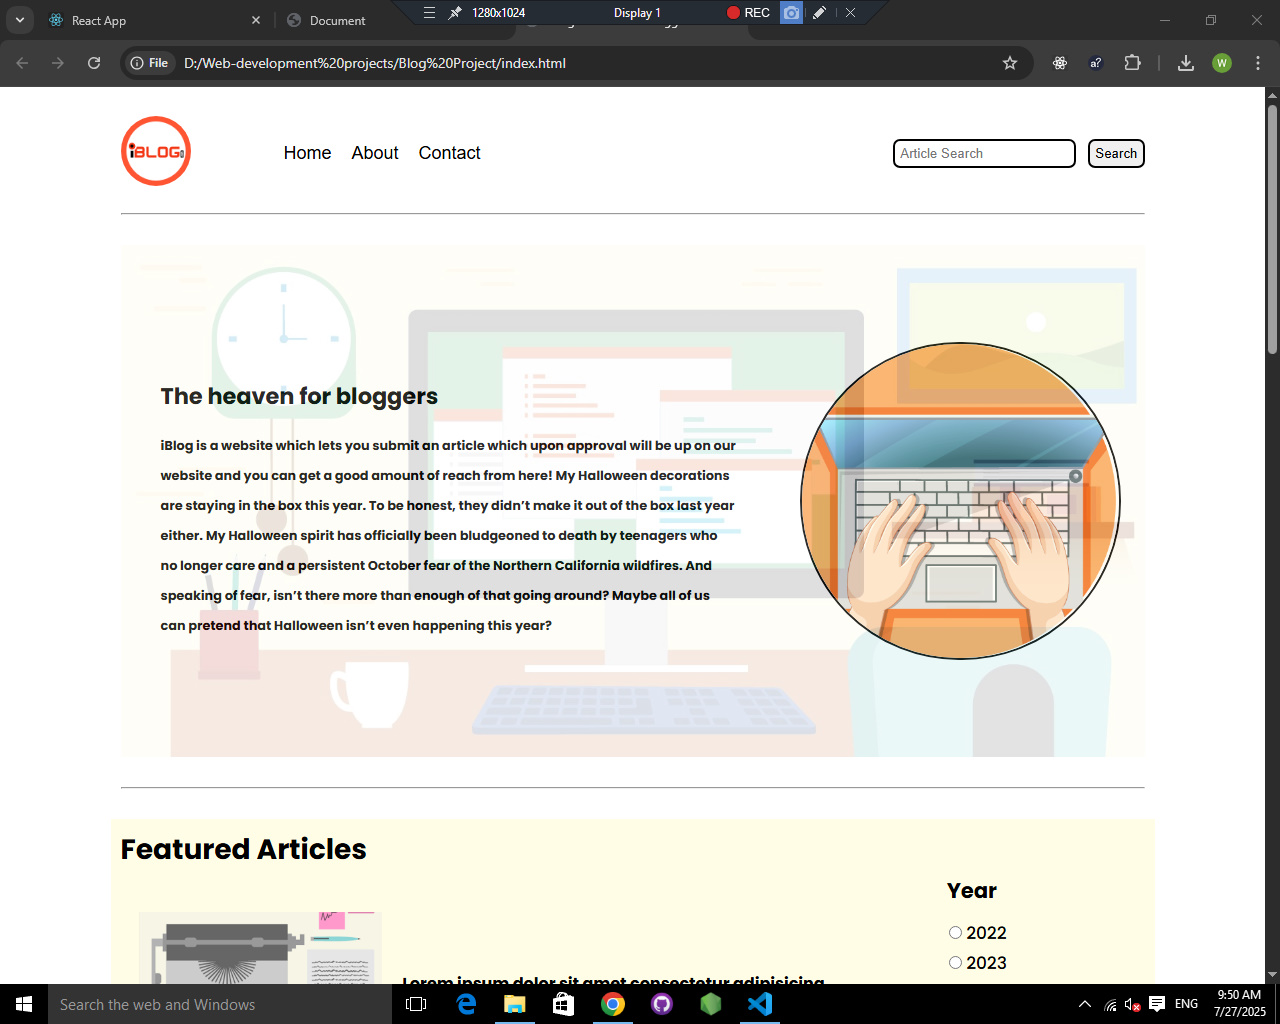 React App
Document
1280x1024
Display 1
REC
File
D:/Web-development%20projects/Blog%20Project/index.html
a?
W
iBLOG
Home
About
Contact
Article Search
Search
The heaven for bloggers
iBlog is a website which lets you submit an article which upon approval will be up on our
website and you can get a good amount of reach from here! My Halloween decorations
are staying in the box this year. To be honest, they didn’t make it out of the box last year
either. My Halloween spirit has officially been bludgeoned to death by teenagers who
no longer care and a persistent October fear of the Northern California wildfires. And
speaking of fear, isn’t there more than enough of that going around? Maybe all of us
can pretend that Halloween isn’t even happening this year?
Featured Articles
Year
2022
2023
Lorem ipsum dolor sit amet consectetur adipisicing
Search the web and Windows
ENG
9:50 AM
7/27/2025